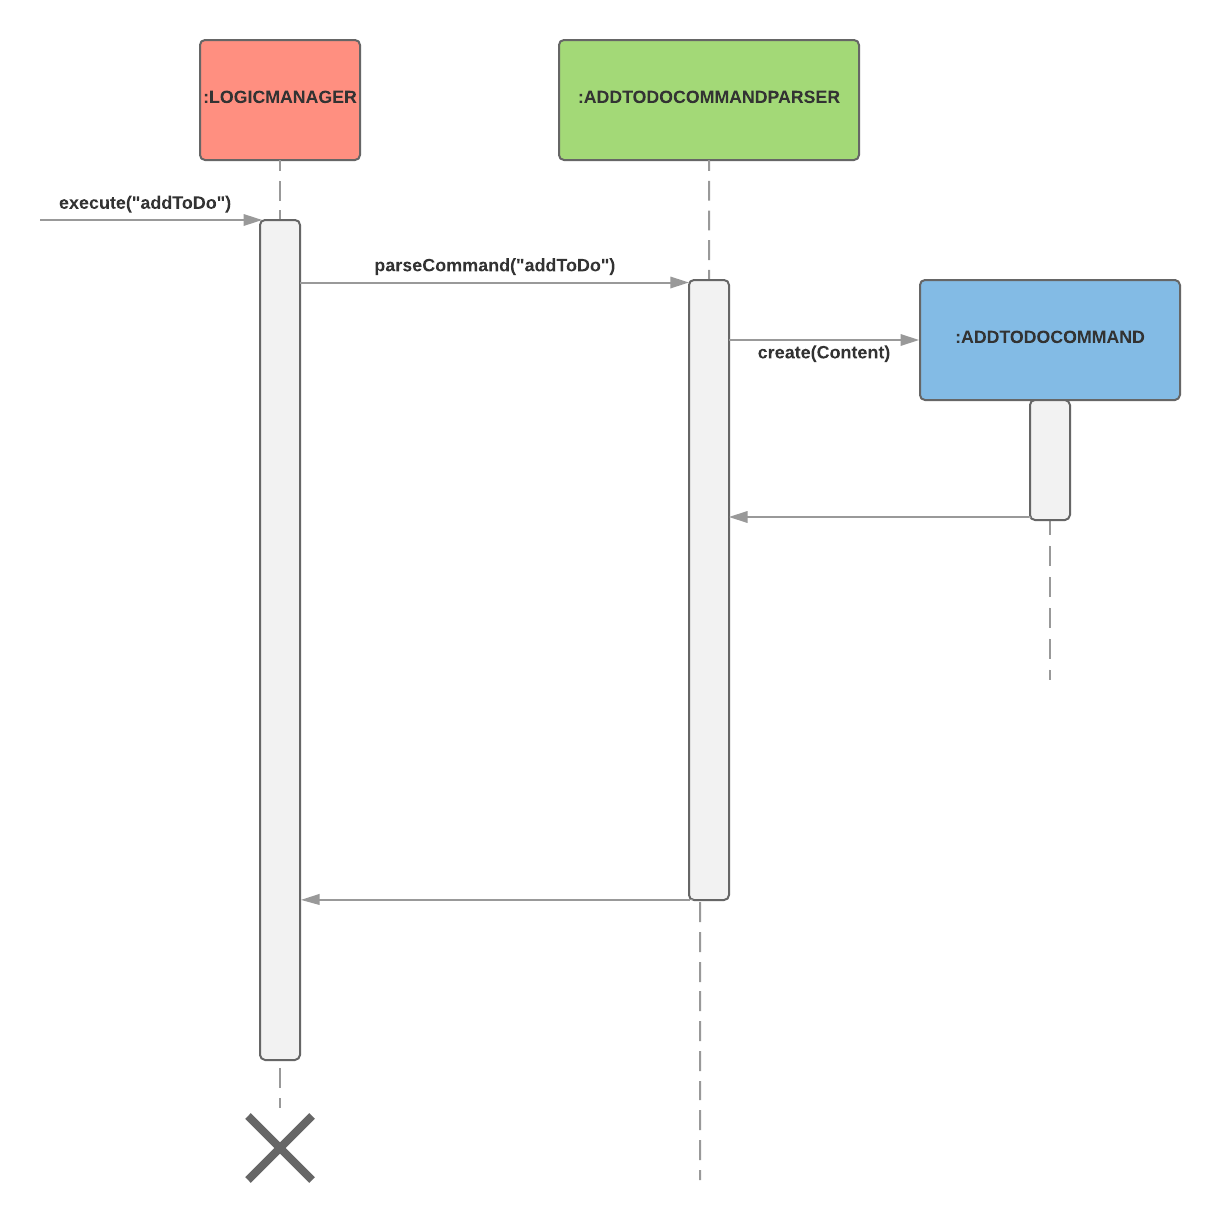 :LOGICMANAGER
:ADDTODOCOMMANDPARSER
execute("addToDo")
parseCommand("addToDo")
:ADDTODOCOMMAND
create(Content)